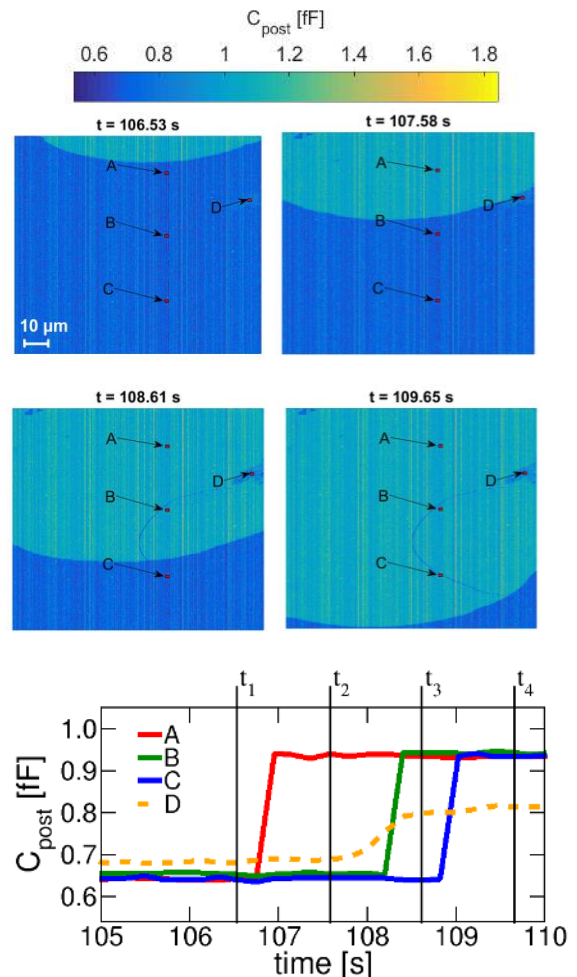 C_post [fF]
0.6 0.8 1 1.2 1.4 1.6 1.8
t = 106.53 s
A
B
C
D
10 µm
t = 107.58 s
A
B
C
D
t = 108.61 s
A
B
C
D
t = 109.65 s
A
B
C
D
t1 t2 t3 t4
C_post [fF]
1.0
0.9
0.8
0.7
0.6
A
B
C
D
105 106 107 108 109 110
time [s]